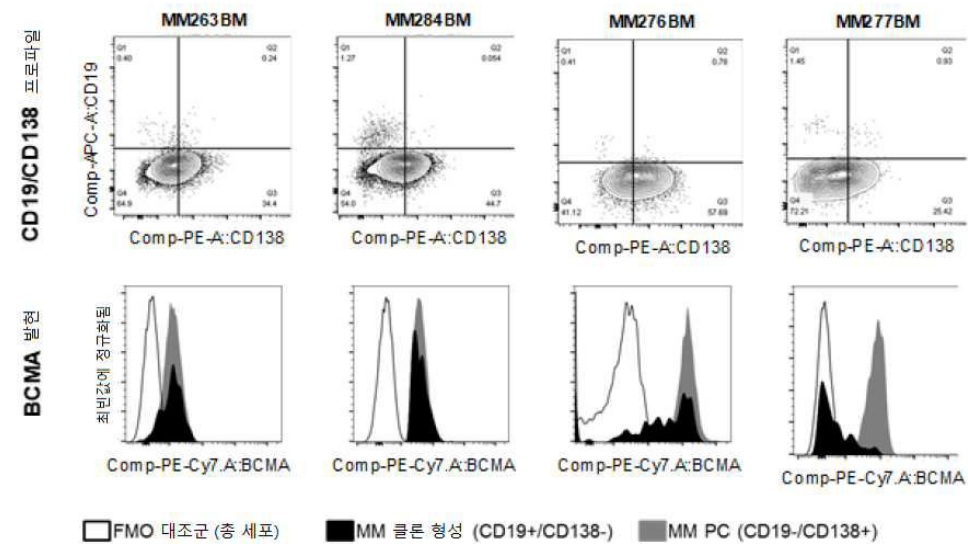 MM263BM
MM284BM
MM276BM
MM277BM
CD19/CD138 프로파일
Comp-APC-A::CD19
Q1
0.40
Q2
0.24
Q4
64.9
Q3
34.4
Comp-PE-A::CD138
Q1
1.27
Q2
0.054
Q4
54.0
Q3
44.7
Comp-PE-A::CD138
Q1
0.41
Q2
0.78
Q4
41.12
Q3
57.69
Comp-PE-A::CD138
Q1
1.45
Q2
0.93
Q4
72.21
Q3
25.42
Comp-PE-A::CD138
BCMA 발현
최빈값에 정규화됨
Comp-PE-Cy7.A:BCMA
Comp-PE-Cy7.A:BCMA
Comp-PE-Cy7.A:BCMA
Comp-PE-Cy7.A:BCMA
FMO 대조군 (총 세포)
MM 클론 형성 (CD19+/CD138-)
MM PC (CD19-/CD138+)